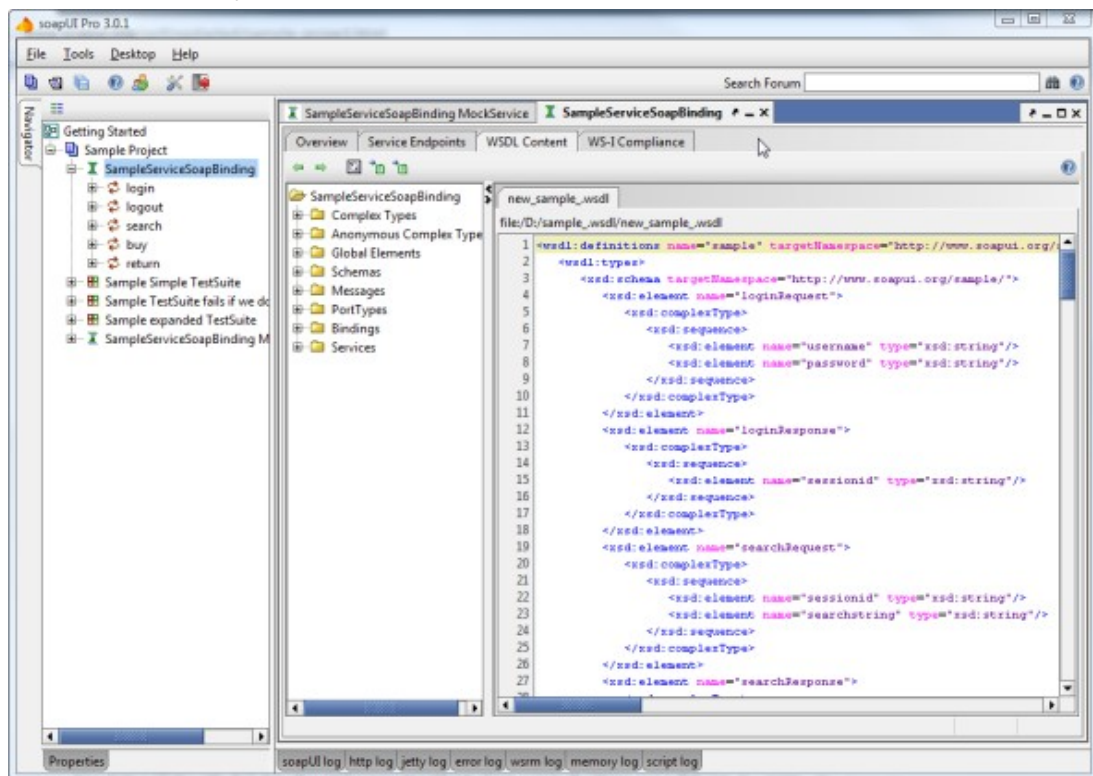 soapUI Pro 3.0.1
File Tools Desktop Help
Search Forum
Navigator
Getting Started
Sample Project
SampleServiceSoapBinding
login
logout
search
buy
return
Sample Simple TestSuite
Sample TestSuite fails if we do
Sample expanded TestSuite
SampleServiceSoapBinding M
SampleServiceSoapBinding MockService SampleServiceSoapBinding
Overview Service Endpoints WSDL Content WS-I Compliance
SampleServiceSoapBinding
Complex Types
Anonymous Complex Type
Global Elements
Schemas
Messages
PortTypes
Bindings
Services
new_sample_.wsdl
file:/D:/sample_.wsdl/new_sample_.wsdl
1 <wsdl:definitions name="sample" targetNamespace="http://www.soapui.org/
2 <wsdl:types>
3 <xsd:schema targetNamespace="http://www.soapui.org/sample/">
4 <xsd:element name="loginRequest">
5 <xsd:complexType>
6 <xsd:sequence>
7 <xsd:element name="username" type="xsd:string"/>
8 <xsd:element name="password" type="xsd:string"/>
9 </xsd:sequence>
10 </xsd:complexType>
11 </xsd:element>
12 <xsd:element name="loginResponse">
13 <xsd:complexType>
14 <xsd:sequence>
15 <xsd:element name="sessionid" type="xsd:string"/>
16 </xsd:sequence>
17 </xsd:complexType>
18 </xsd:element>
19 <xsd:element name="searchRequest">
20 <xsd:complexType>
21 <xsd:sequence>
22 <xsd:element name="sessionid" type="xsd:string"/>
23 <xsd:element name="searchstring" type="xsd:string"/>
24 </xsd:sequence>
25 </xsd:complexType>
26 </xsd:element>
27 <xsd:element name="searchResponse">
Properties
soapUI log http log jetty log error log wsrm log memory log script log